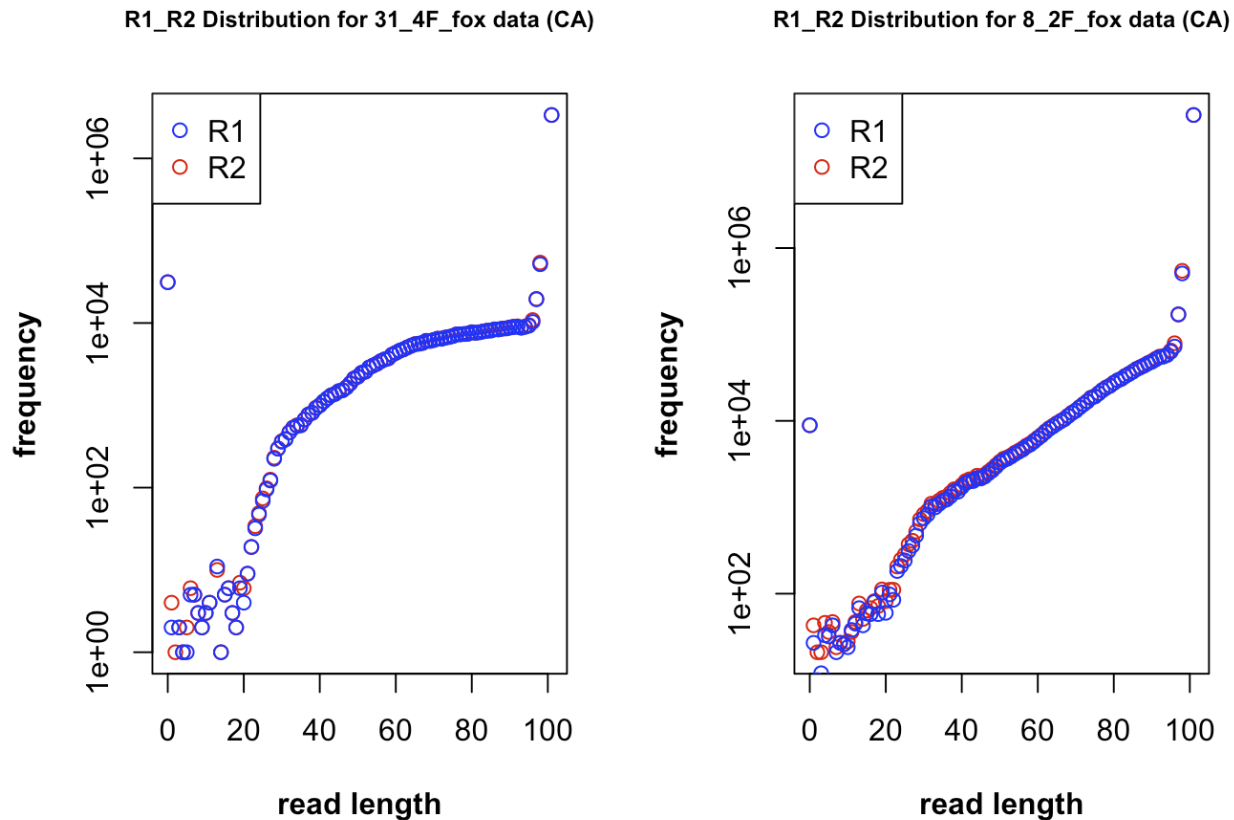 R1_R2 Distribution for 31_4F_fox data (CA)
R1
R2
1e+06
1e+04
1e+02
1e+00
frequency
0 20 40 60 80 100
read length
R1_R2 Distribution for 8_2F_fox data (CA)
R1
R2
1e+06
1e+04
1e+02
frequency
0 20 40 60 80 100
read length